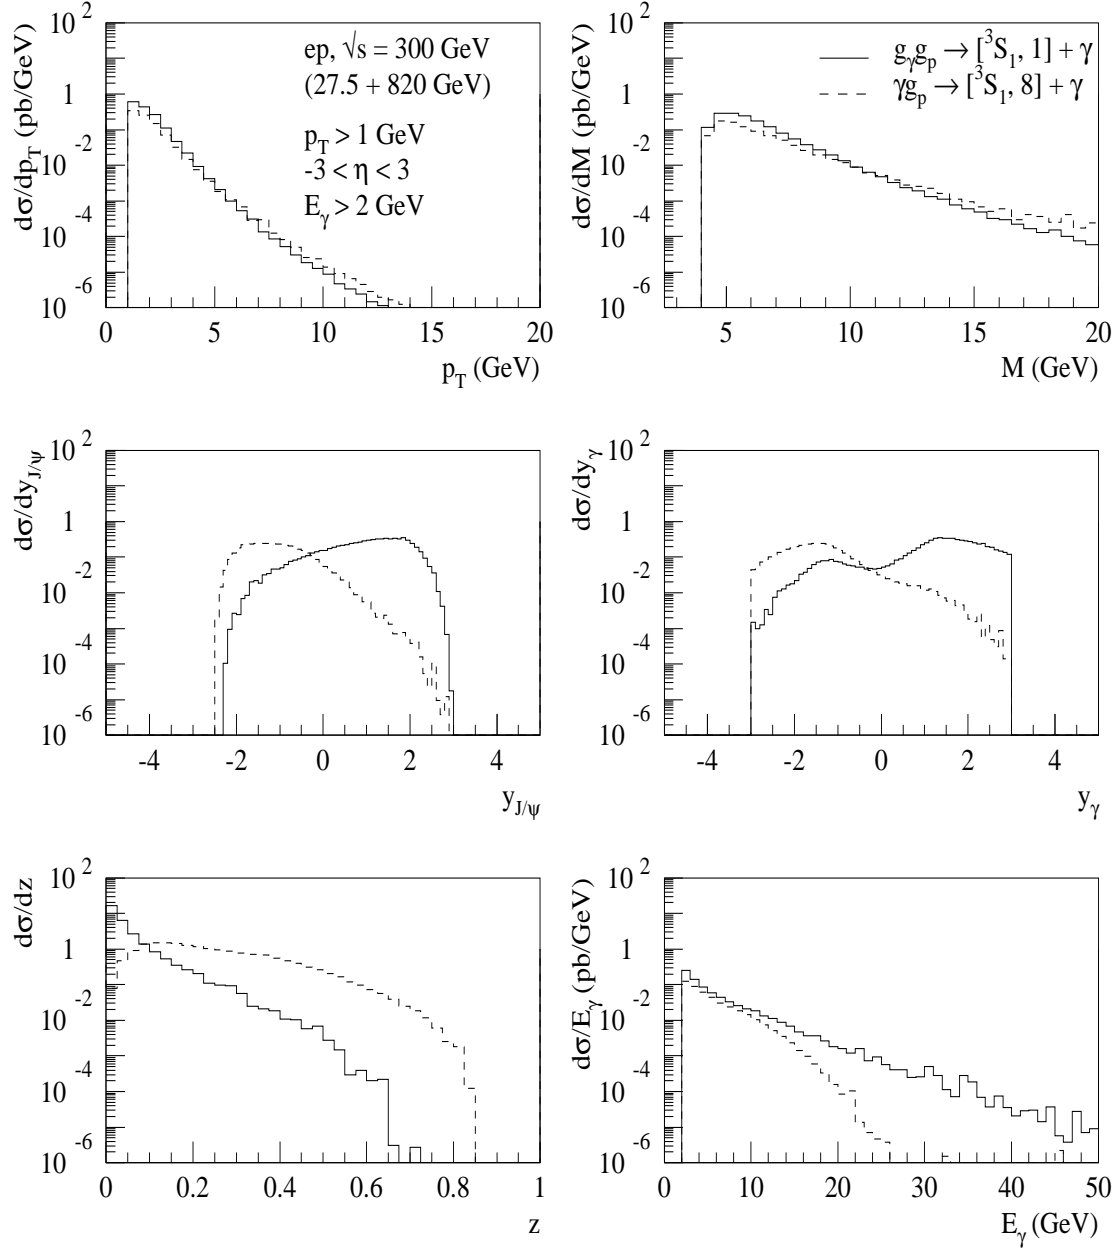 dσ/dp_T (pb/GeV)
10^2
1
10^-2
10^-4
10^-6
ep, √s = 300 GeV
(27.5 + 820 GeV)
p_T > 1 GeV
-3 < η < 3
E_γ > 2 GeV
0 5 10 15 20
p_T (GeV)
dσ/dM (pb/GeV)
10^2
1
10^-2
10^-4
10^-6
g_γg_p → [^3S_1, 1] + γ
γg_p → [^3S_1, 8] + γ
5 10 15 20
M (GeV)
dσ/dy_J/ψ
10^2
1
10^-2
10^-4
10^-6
-4 -2 0 2 4
y_J/ψ
dσ/dy_γ
10^2
1
10^-2
10^-4
10^-6
-4 -2 0 2 4
y_γ
dσ/dz
10^2
1
10^-2
10^-4
10^-6
0 0.2 0.4 0.6 0.8 1
z
dσ/E_γ (pb/GeV)
10^2
1
10^-2
10^-4
10^-6
0 10 20 30 40 50
E_γ (GeV)